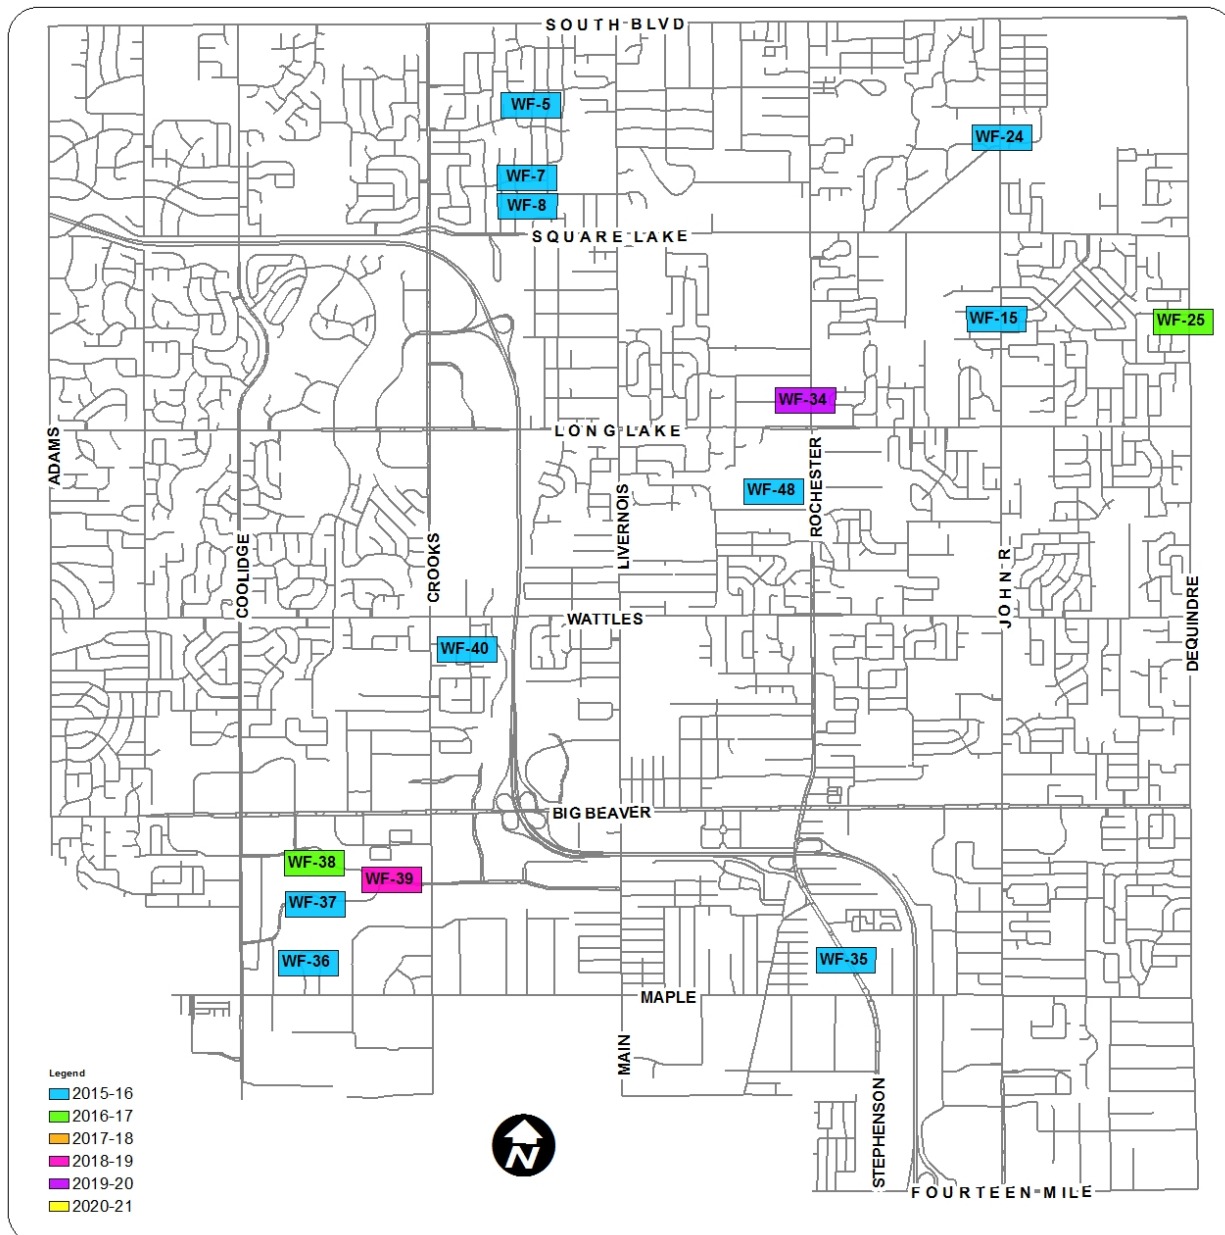 SOUTH BLVD
WF-5
WF-24
WF-7
WF-8
SQUARE LAKE
WF-15
WF-25
WF-34
LONG LAKE
ADAMS
ROCHESTER
WF-48
LIVERNOIS
COOLIDGE
CROOKS
JOHN R
DEQUINDRE
WATTLES
WF-40
BIG BEAVER
WF-38
WF-39
WF-37
WF-36
WF-35
MAPLE
MAIN
STEPHENSON
FOURTEEN MILE
Legend
2015-16
2016-17
2017-18
2018-19
2019-20
2020-21
N